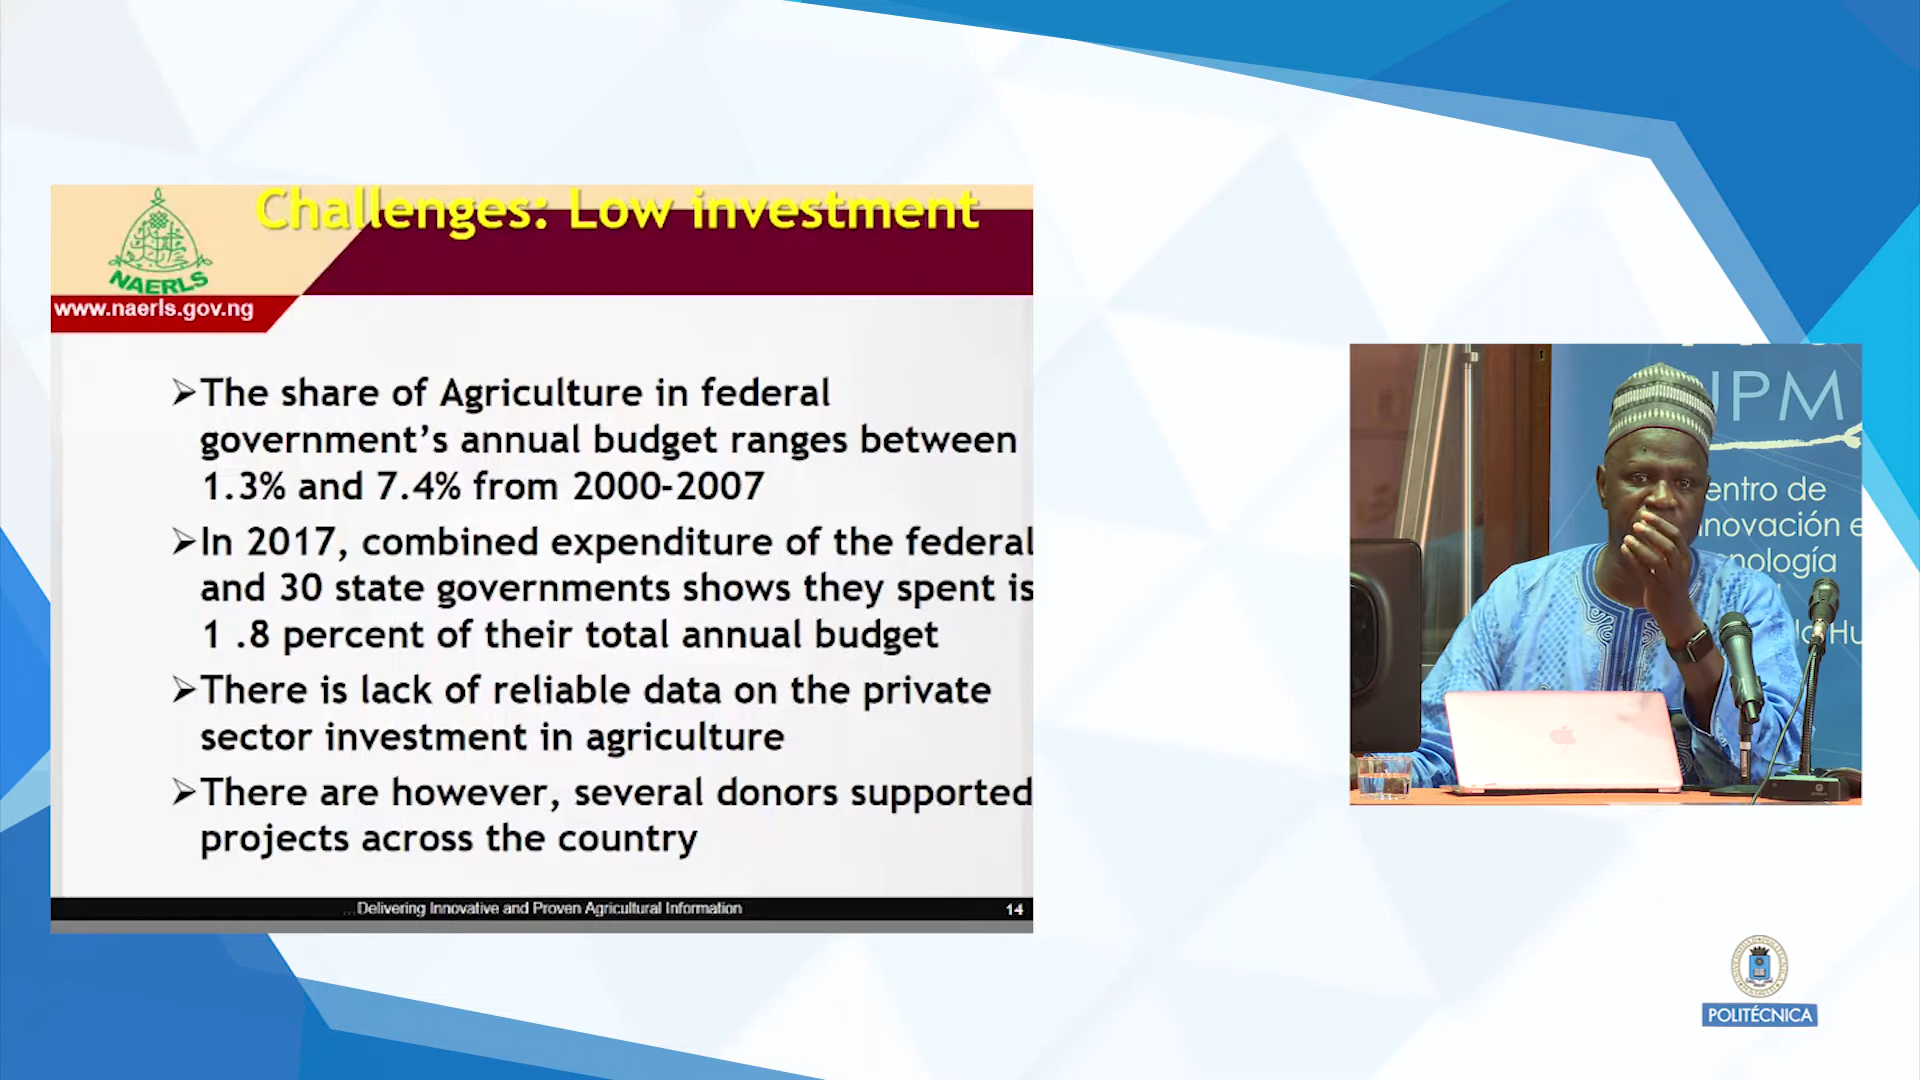 Challenges: Low investment
NAERLS
www.naerls.gov.ng
➢The share of Agriculture in federal
government's annual budget ranges between
1.3% and 7.4% from 2000-2007
➢In 2017, combined expenditure of the federal
and 30 state governments shows they spent is
1 .8 percent of their total annual budget
➢There is lack of reliable data on the private
sector investment in agriculture
➢There are however, several donors supported
projects across the country
...Delivering Innovative and Proven Agricultural Information
14
UPM
entro de
nnovación e
nología
Hu
POLITÉCNICA